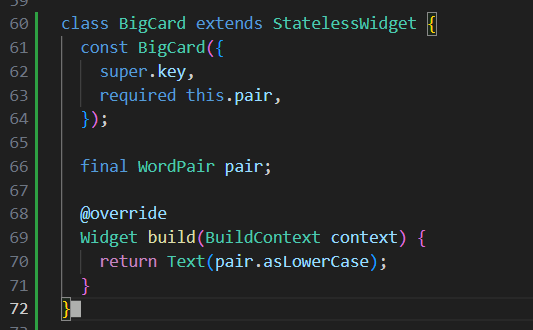 59
60 class BigCard extends StatelessWidget {
61   const BigCard({
62     super.key,
63     required this.pair,
64   });
65
66   final WordPair pair;
67
68   @override
69   Widget build(BuildContext context) {
70     return Text(pair.asLowerCase);
71   }
72 }
73